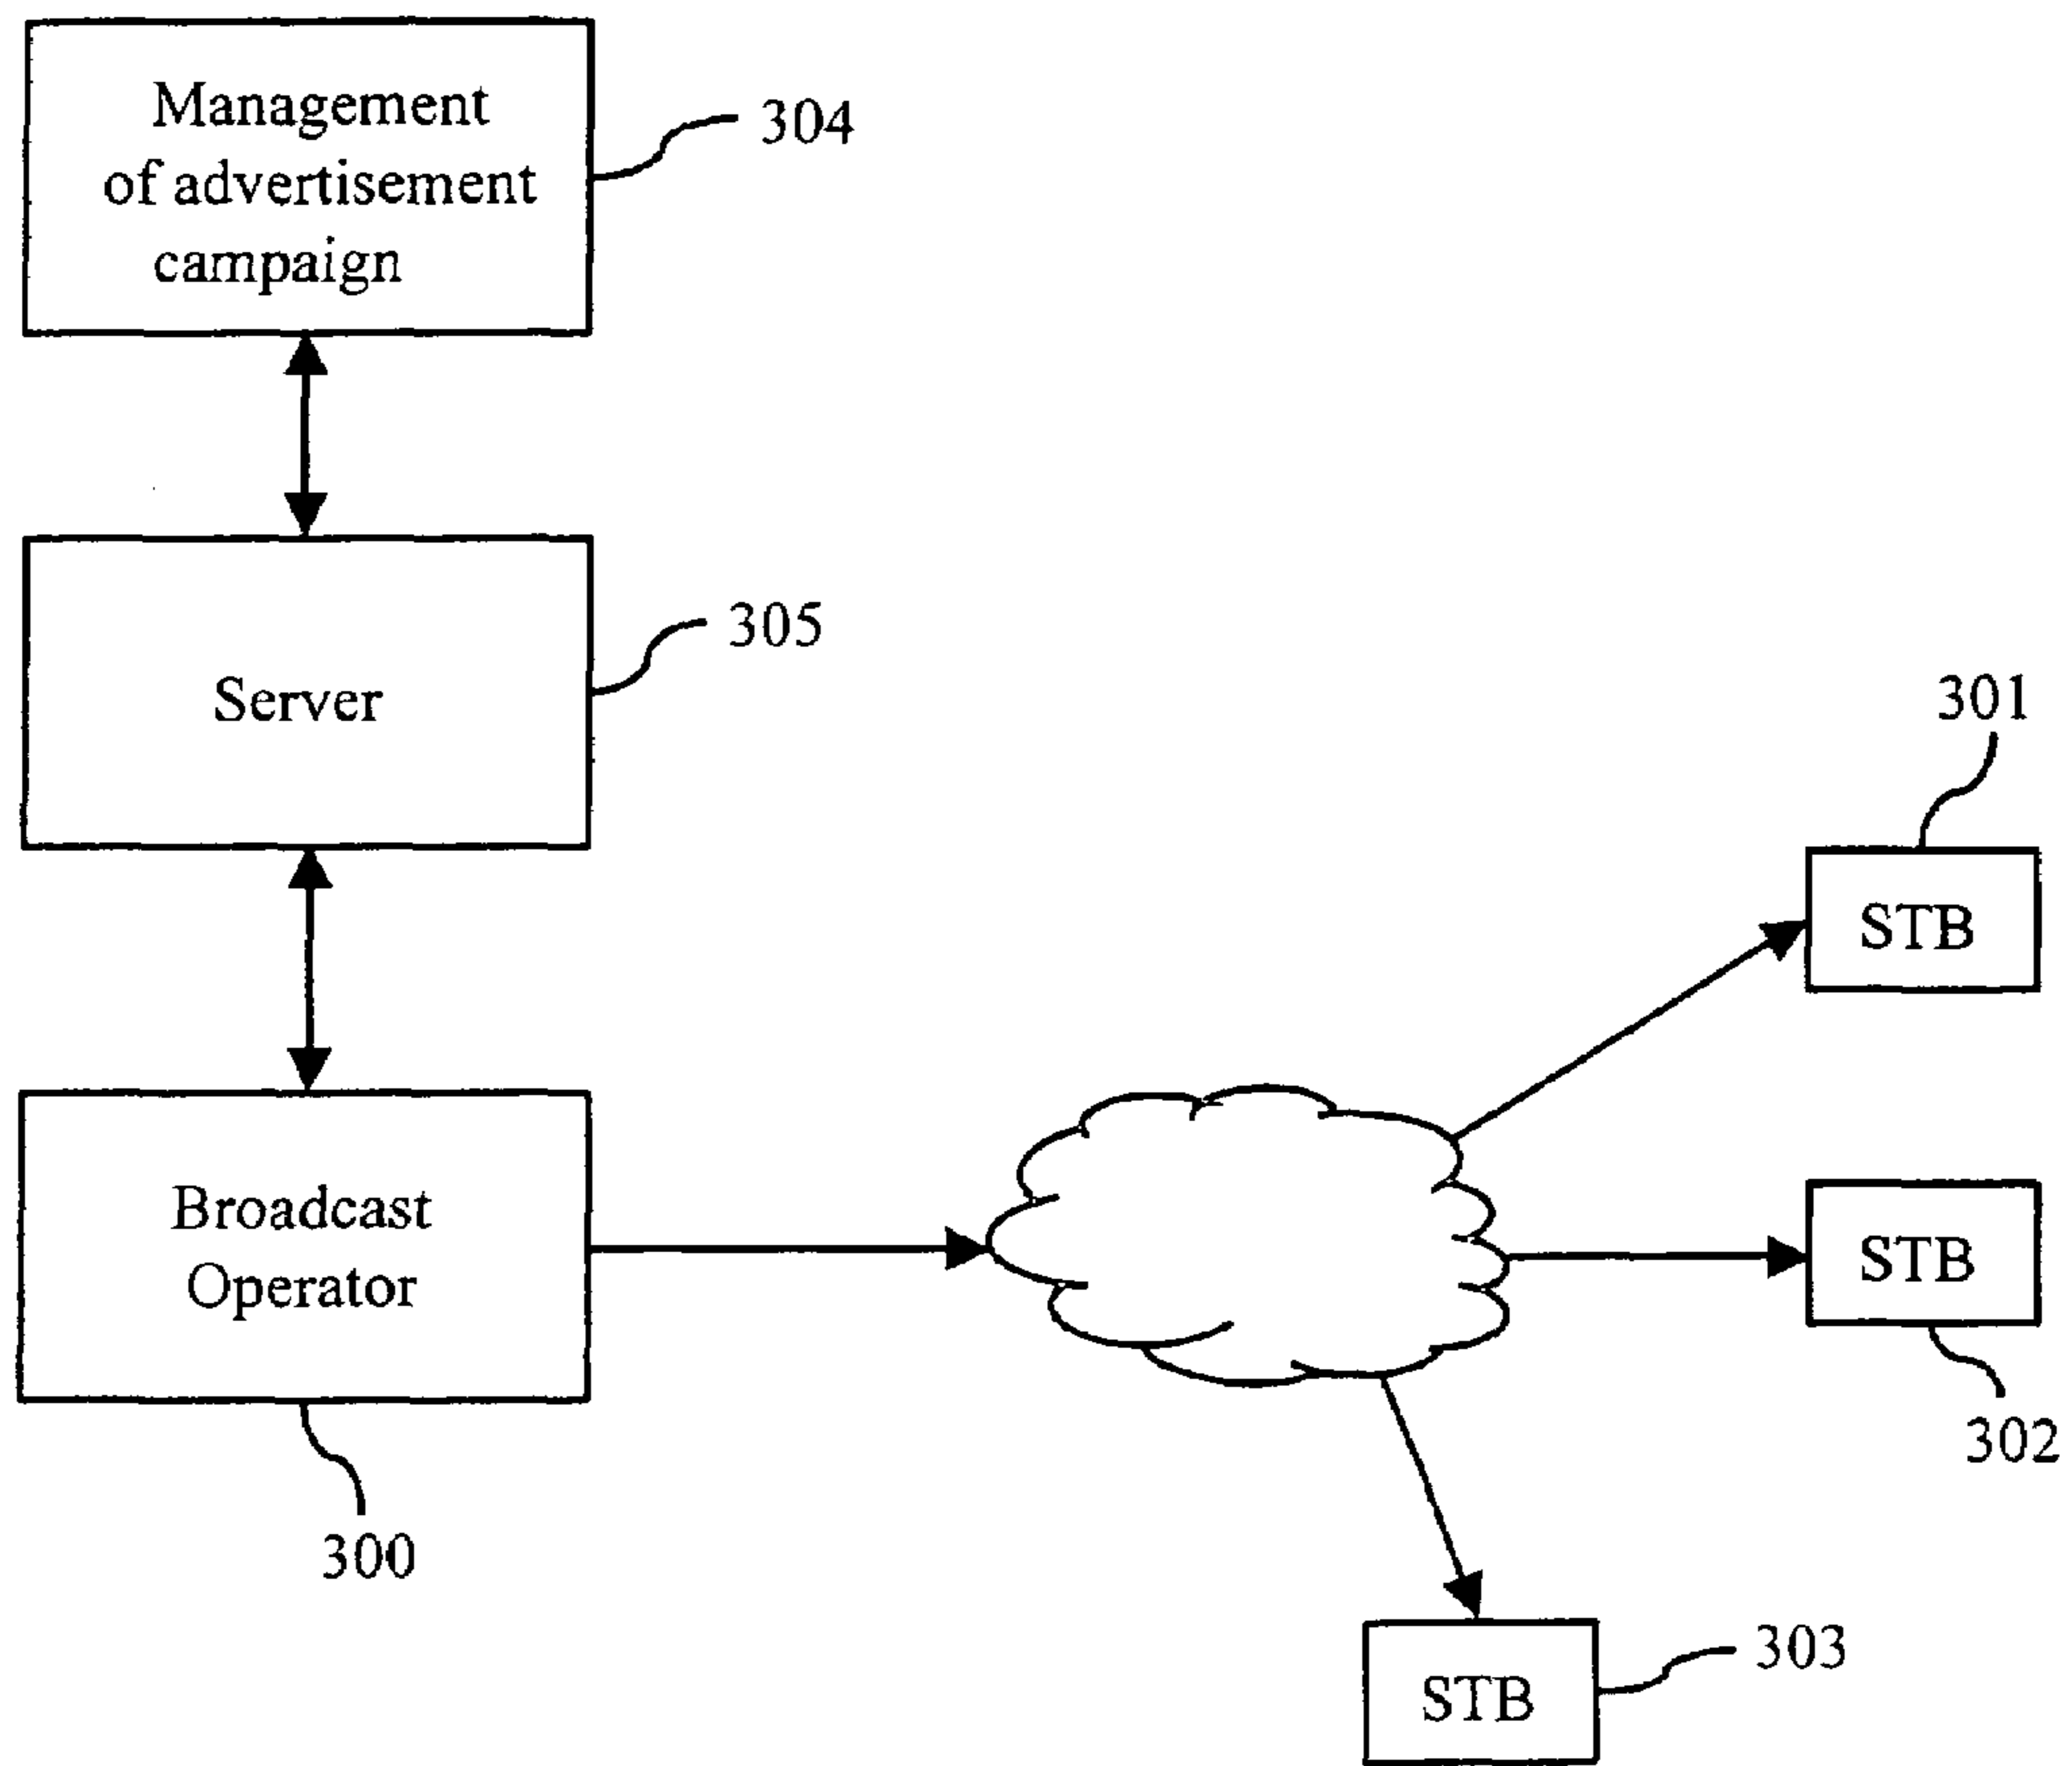 Management
of advertisement
campaign
304
Server
305
301
STB
Broadcast
Operator
STB
302
300
303
STB